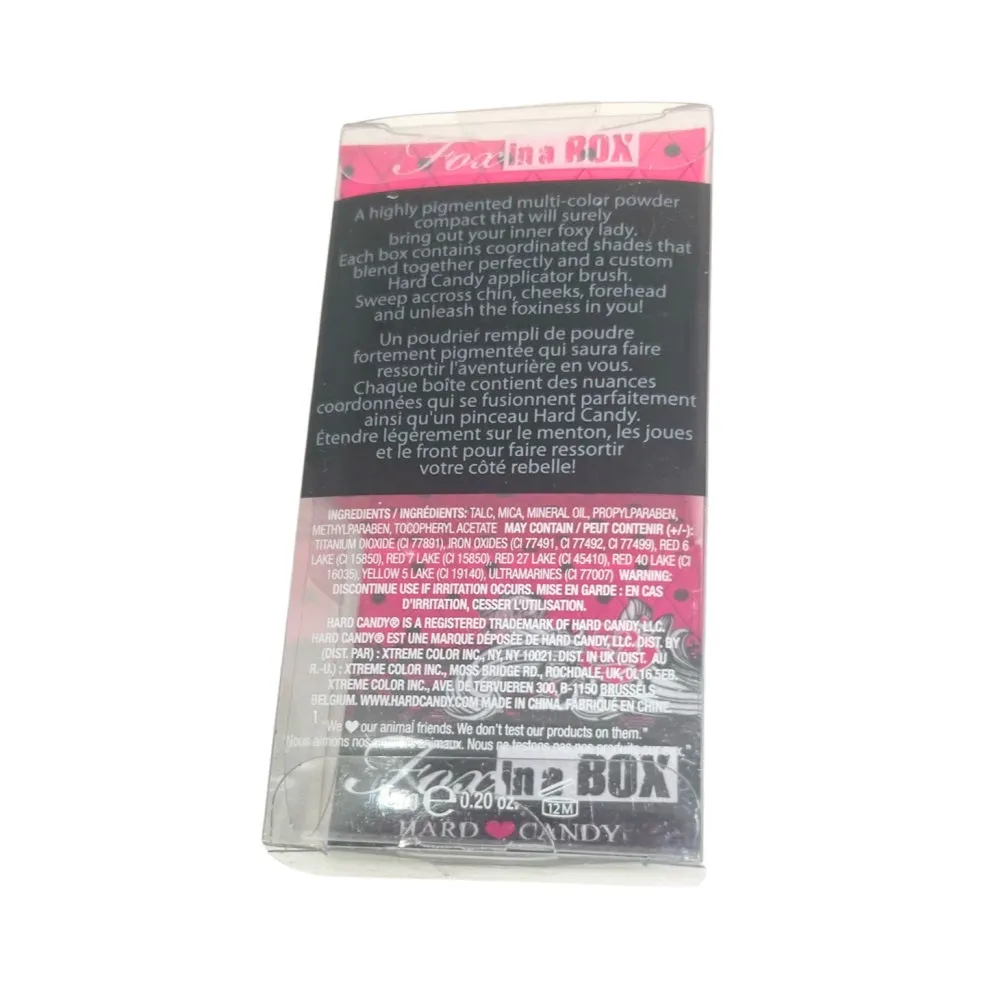 Fox in a BOX
A highly pigmented multi-color powder
compact that will surely
bring out your inner foxy lady.
Each box contains coordinated shades that
blend together perfectly and a custom
Hard Candy applicator brush.
Sweep accross chin, cheeks, forehead
and unleash the foxiness in you!
Un poudrier rempli de poudre
fortement pigmentée qui saura faire
ressortir l'aventurière en vous.
Chaque boîte contient des nuances
coordonnées qui se fusionnent parfaitement
ainsi qu'un pinceau Hard Candy.
Étendre légèrement sur le menton, les joues
et le front pour faire ressortir
votre côté rebelle!
INGREDIENTS / INGRÉDIENTS: TALC, MICA, MINERAL OIL, PROPYLPARABEN,
METHYLPARABEN, TOCOPHERYL ACETATE MAY CONTAIN / PEUT CONTENIR (+/-):
TITANIUM DIOXIDE (CI 77891), IRON OXIDES (CI 77491, CI 77492, CI 77499), RED 6
LAKE (CI 15850), RED 7 LAKE (CI 15850), RED 27 LAKE (CI 45410), RED 40 LAKE (CI
16035), YELLOW 5 LAKE (CI 19140), ULTRAMARINES (CI 77007) WARNING:
DISCONTINUE USE IF IRRITATION OCCURS. MISE EN GARDE : EN CAS
D'IRRITATION, CESSER L'UTILISATION.
HARD CANDY® IS A REGISTERED TRADEMARK OF HARD CANDY, LLC.
HARD CANDY® EST UNE MARQUE DÉPOSÉE DE HARD CANDY, LLC. DIST. BY
(DIST. PAR) : XTREME COLOR INC., NY, NY 10021. DIST. IN UK (DIST. AU
R.-U.) : XTREME COLOR INC., MOSS BRIDGE RD., ROCHDALE, UK, OL16 5EB.
XTREME COLOR INC., AVE. DE TERVUEREN 300, B-1150 BRUSSELS
BELGIUM. WWW.HARDCANDY.COM MADE IN CHINA. FABRIQUÉ EN CHINE
1
"We ❤ our animal friends. We don't test our products on them."
"Nous aimons nos animaux. Nous ne testons pas nos produits
Fox in a BOX
e 0.20 oz. 12M
HARD ❤ CANDY